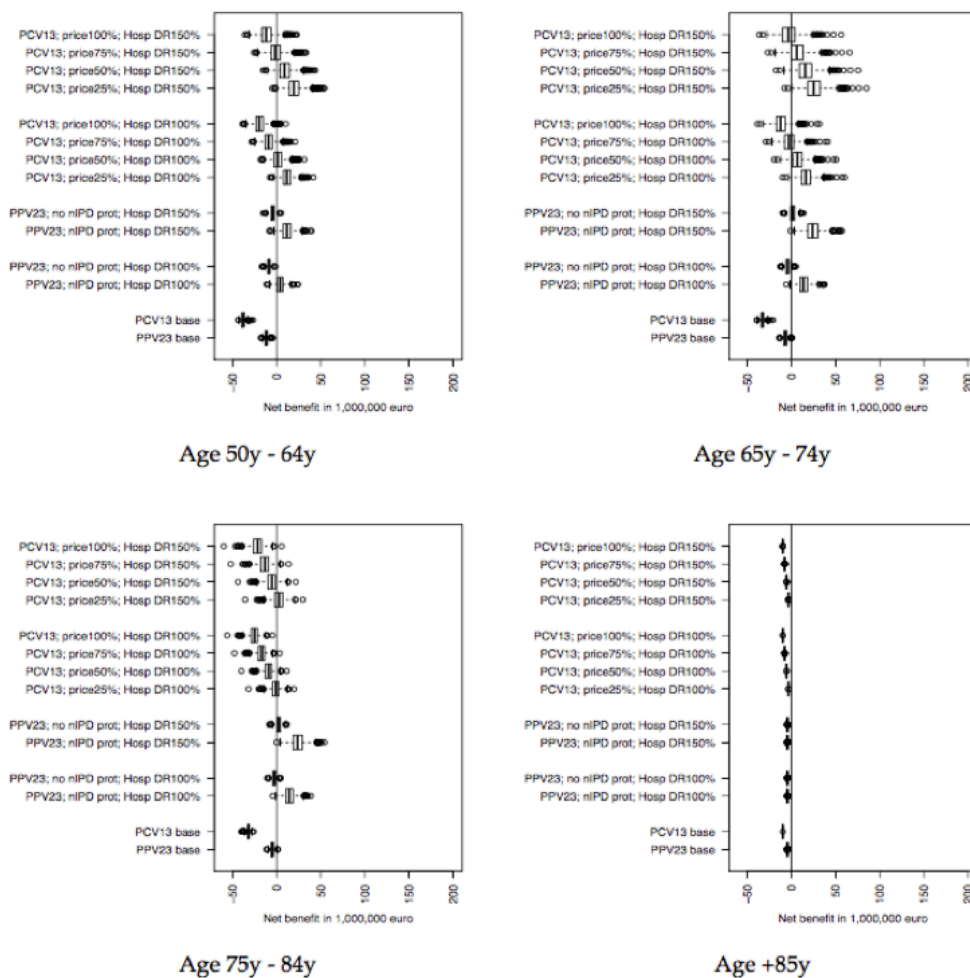 PCV13; price100%; Hosp DR150%
PCV13; price75%; Hosp DR150%
PCV13; price50%; Hosp DR150%
PCV13; price25%; Hosp DR150%
PCV13; price100%; Hosp DR100%
PCV13; price75%; Hosp DR100%
PCV13; price50%; Hosp DR100%
PCV13; price25%; Hosp DR100%
PPV23; no nIPD prot; Hosp DR150%
PPV23; nIPD prot; Hosp DR150%
PPV23; no nIPD prot; Hosp DR100%
PPV23; nIPD prot; Hosp DR100%
PCV13 base
PPV23 base
-50 0 50 100 150 200
Net benefit in 1,000,000 euro
Age 50y - 64y
PCV13; price100%; Hosp DR150%
PCV13; price75%; Hosp DR150%
PCV13; price50%; Hosp DR150%
PCV13; price25%; Hosp DR150%
PCV13; price100%; Hosp DR100%
PCV13; price75%; Hosp DR100%
PCV13; price50%; Hosp DR100%
PCV13; price25%; Hosp DR100%
PPV23; no nIPD prot; Hosp DR150%
PPV23; nIPD prot; Hosp DR150%
PPV23; no nIPD prot; Hosp DR100%
PPV23; nIPD prot; Hosp DR100%
PCV13 base
PPV23 base
-50 0 50 100 150 200
Net benefit in 1,000,000 euro
Age 65y - 74y
PCV13; price100%; Hosp DR150%
PCV13; price75%; Hosp DR150%
PCV13; price50%; Hosp DR150%
PCV13; price25%; Hosp DR150%
PCV13; price100%; Hosp DR100%
PCV13; price75%; Hosp DR100%
PCV13; price50%; Hosp DR100%
PCV13; price25%; Hosp DR100%
PPV23; no nIPD prot; Hosp DR150%
PPV23; nIPD prot; Hosp DR150%
PPV23; no nIPD prot; Hosp DR100%
PPV23; nIPD prot; Hosp DR100%
PCV13 base
PPV23 base
-50 0 50 100 150 200
Net benefit in 1,000,000 euro
Age 75y - 84y
PCV13; price100%; Hosp DR150%
PCV13; price75%; Hosp DR150%
PCV13; price50%; Hosp DR150%
PCV13; price25%; Hosp DR150%
PCV13; price100%; Hosp DR100%
PCV13; price75%; Hosp DR100%
PCV13; price50%; Hosp DR100%
PCV13; price25%; Hosp DR100%
PPV23; no nIPD prot; Hosp DR150%
PPV23; nIPD prot; Hosp DR150%
PPV23; no nIPD prot; Hosp DR100%
PPV23; nIPD prot; Hosp DR100%
PCV13 base
PPV23 base
-50 0 50 100 150 200
Net benefit in 1,000,000 euro
Age +85y